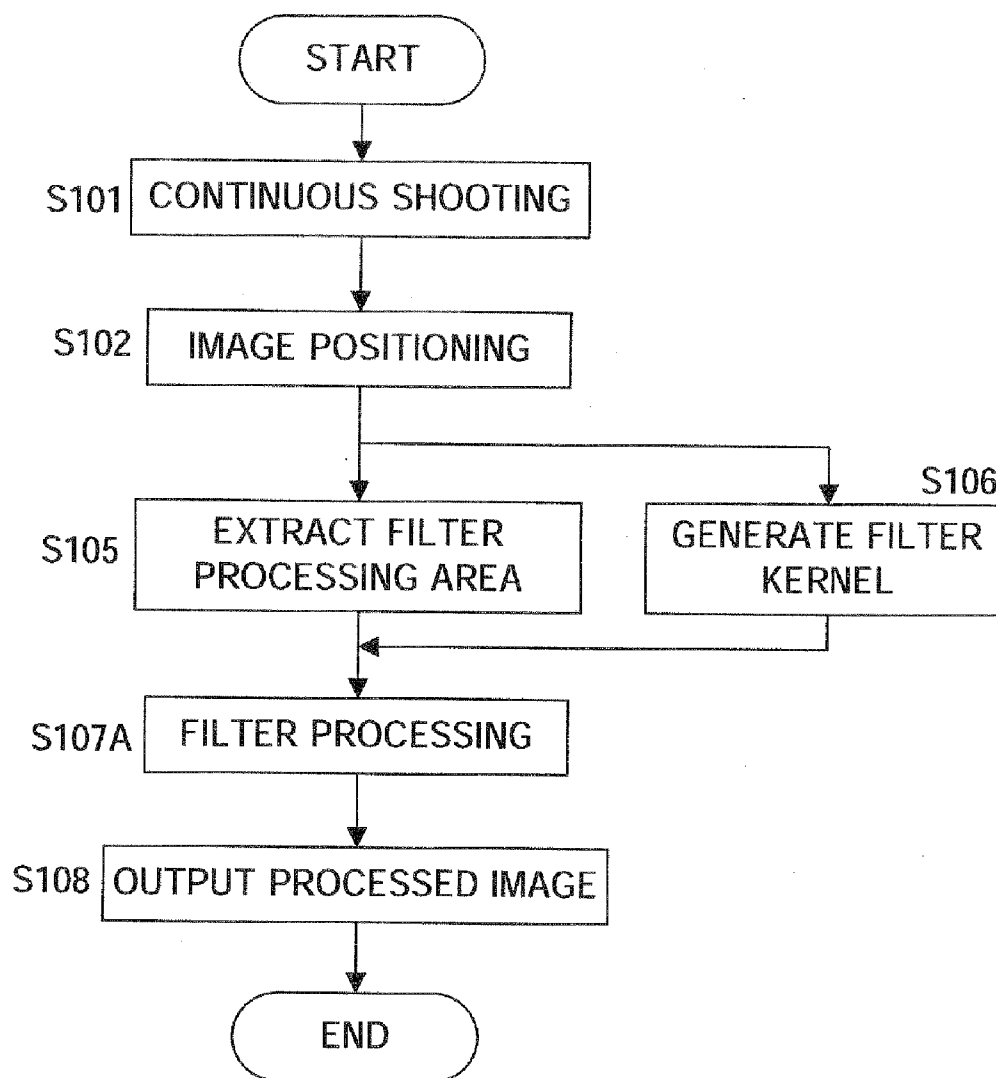 START
S101
CONTINUOUS SHOOTING
S102
IMAGE POSITIONING
S106
S105
EXTRACT FILTER
PROCESSING AREA
GENERATE FILTER
KERNEL
S107A
FILTER PROCESSING
S108
OUTPUT PROCESSED IMAGE
END